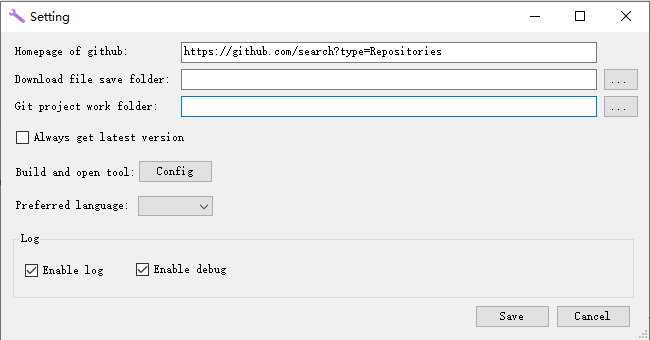 Setting
Homepage of github: https://github.com/search?type=Repositories
Download file save folder: ...
Git project work folder: ...
Always get latest version
Build and open tool: Config
Preferred language:
Log
Enable log Enable debug
Save Cancel